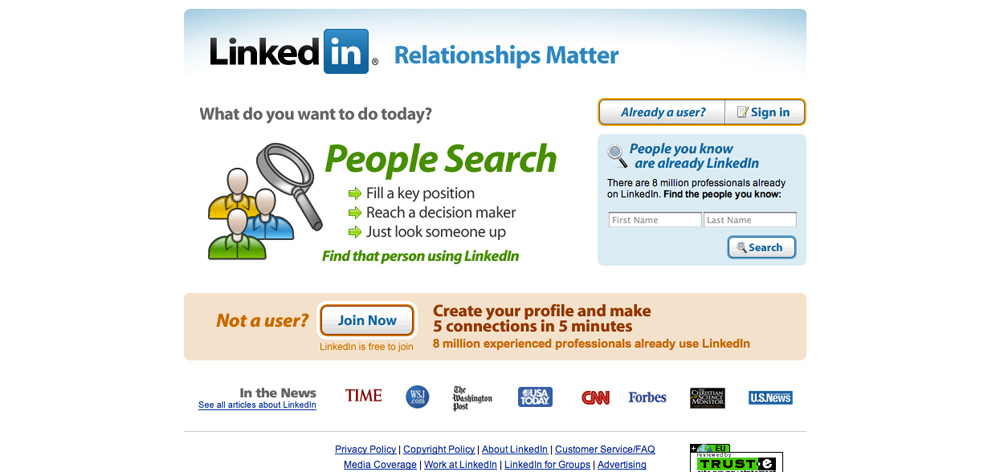 Linked in ® Relationships Matter
What do you want to do today?
Already a user? Sign in
People Search
Fill a key position
Reach a decision maker
Just look someone up
Find that person using LinkedIn
People you know
are already LinkedIn
There are 8 million professionals already
on LinkedIn. Find the people you know:
First Name Last Name
Search
Not a user?
Join Now
LinkedIn is free to join
Create your profile and make
5 connections in 5 minutes
8 million experienced professionals already use LinkedIn
In the News
See all articles about LinkedIn
TIME
WSJ
.com
The
Washington
Post
USA
TODAY
CNN
Forbes
THE CHRISTIAN
SCIENCE
MONITOR
U.S.News
Privacy Policy | Copyright Policy | About LinkedIn | Customer Service/FAQ
Media Coverage | Work at LinkedIn | LinkedIn for Groups | Advertising
+ EU
reviewed by
TRUST·e